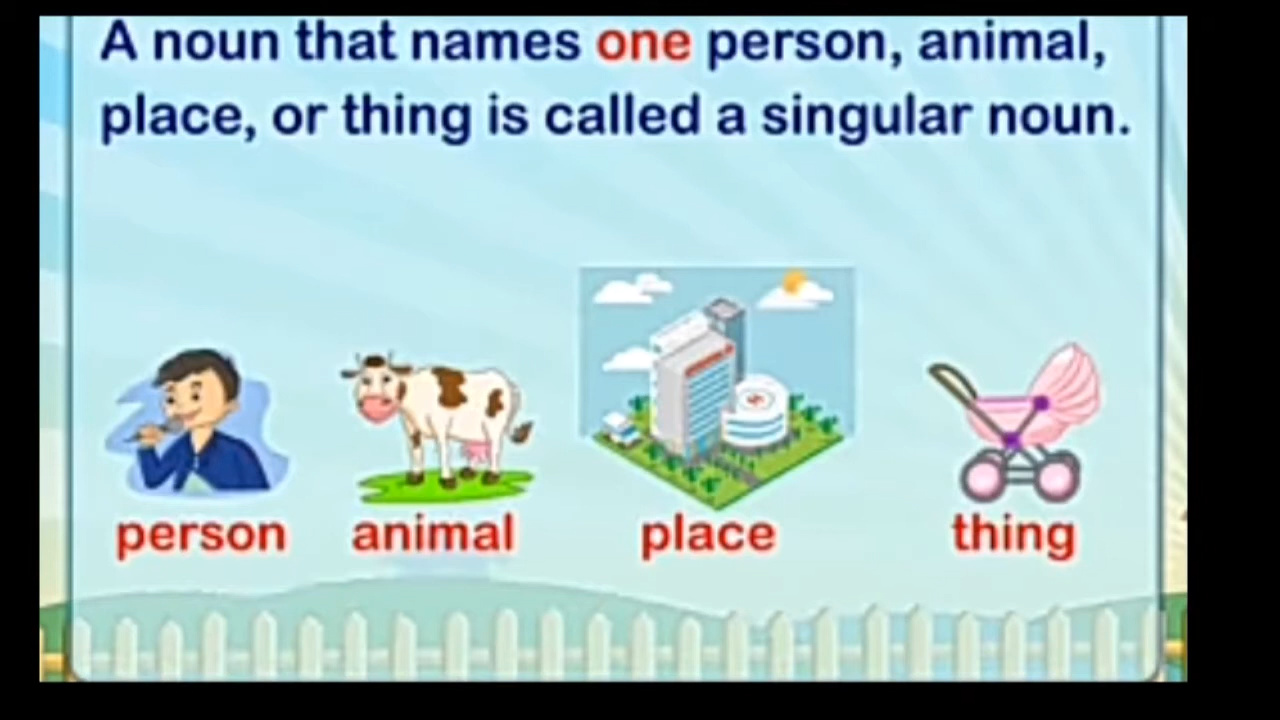 A noun that names one person, animal,
place, or thing is called a singular noun.
person animal place thing